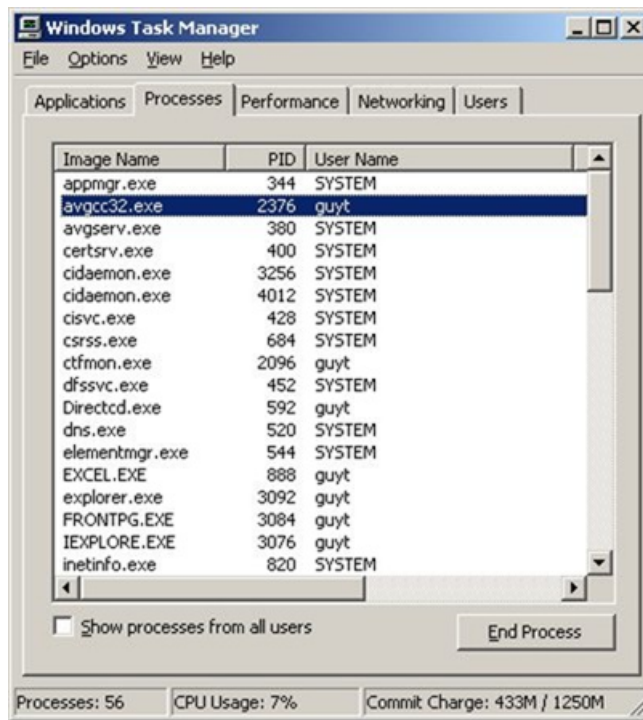 Windows Task Manager
File Options View Help
Applications Processes Performance Networking Users
Image Name PID User Name
appmgr.exe 344 SYSTEM
avgcc32.exe 2376 guyt
avgserv.exe 380 SYSTEM
certsrv.exe 400 SYSTEM
cidaemon.exe 3256 SYSTEM
cidaemon.exe 4012 SYSTEM
cisvc.exe 428 SYSTEM
csrss.exe 684 SYSTEM
ctfmon.exe 2096 guyt
dfssvc.exe 452 SYSTEM
Directcd.exe 592 guyt
dns.exe 520 SYSTEM
elementmgr.exe 544 SYSTEM
EXCEL.EXE 888 guyt
explorer.exe 3092 guyt
FRONTPG.EXE 3084 guyt
IEXPLORE.EXE 3076 guyt
inetinfo.exe 820 SYSTEM
Show processes from all users End Process
Processes: 56 CPU Usage: 7% Commit Charge: 433M / 1250M